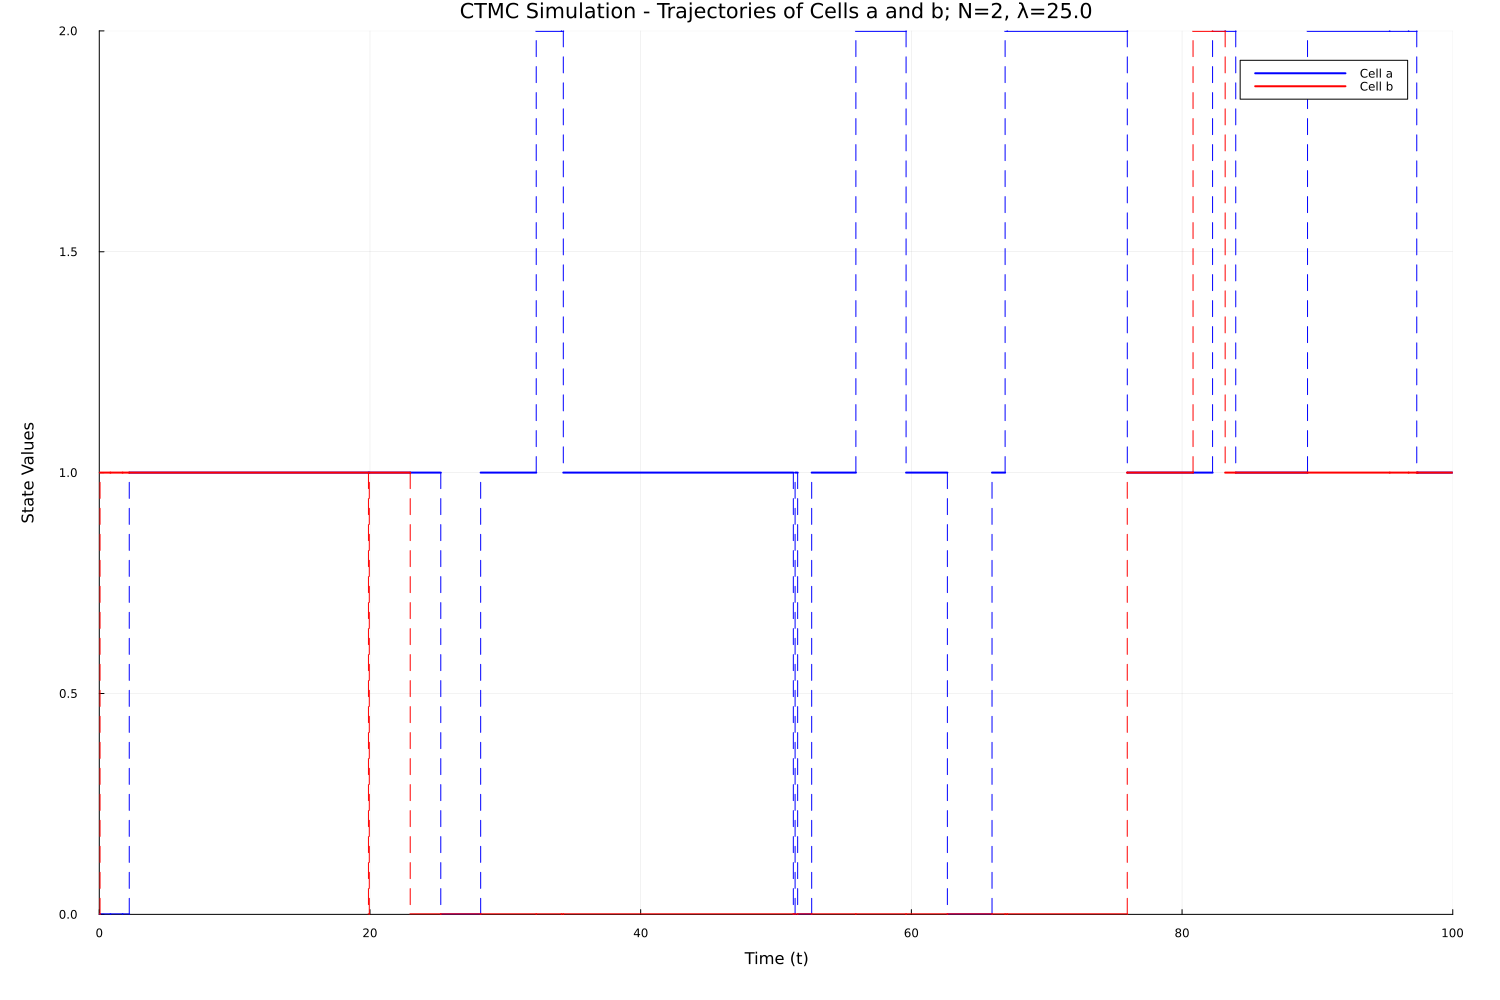 CTMC Simulation - Trajectories of Cells a and b; N=2, λ=25.0
2.0
Cell a
Cell b
1.5
1.0
State Values
0.5
0.0
0 20 40 60 80 100
Time (t)